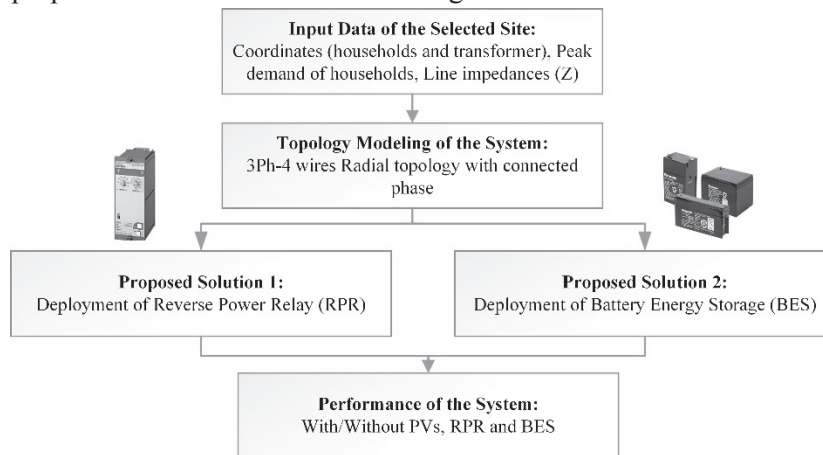 Input Data of the Selected Site:
Coordinates (households and transformer), Peak
demand of households, Line impedances (Z)
Topology Modeling of the System:
3Ph-4 wires Radial topology with connected
phase
Proposed Solution 1:
Deployment of Reverse Power Relay (RPR)
Proposed Solution 2:
Deployment of Battery Energy Storage (BES)
Performance of the System:
With/Without PVs, RPR and BES